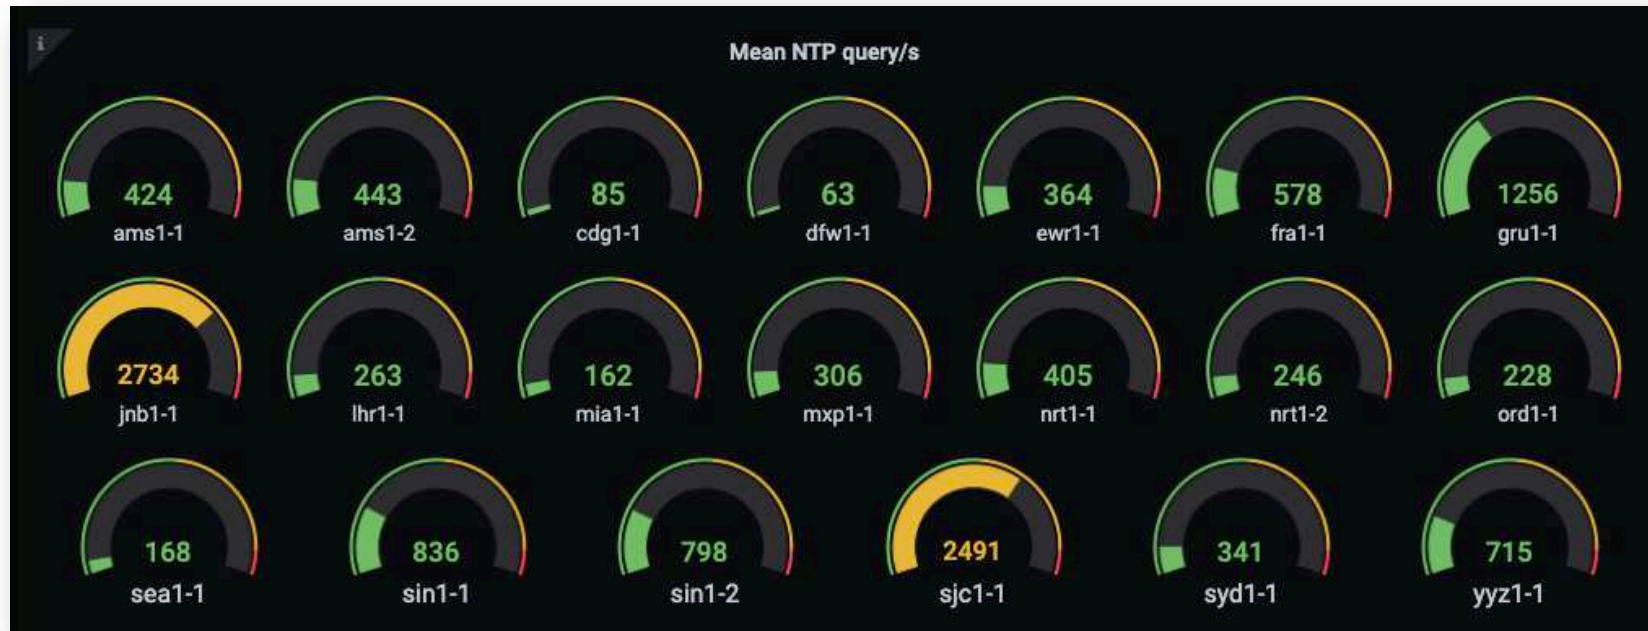 i
Mean NTP query/s
424 443 85 63 364 578 1256
ams1-1 ams1-2 cdg1-1 dfw1-1 ewr1-1 fra1-1 gru1-1
2734 263 162 306 405 246 228
jnb1-1 lhr1-1 mia1-1 mxp1-1 nrt1-1 nrt1-2 ord1-1
168 836 798 2491 341 715
sea1-1 sin1-1 sin1-2 sjc1-1 syd1-1 yyz1-1